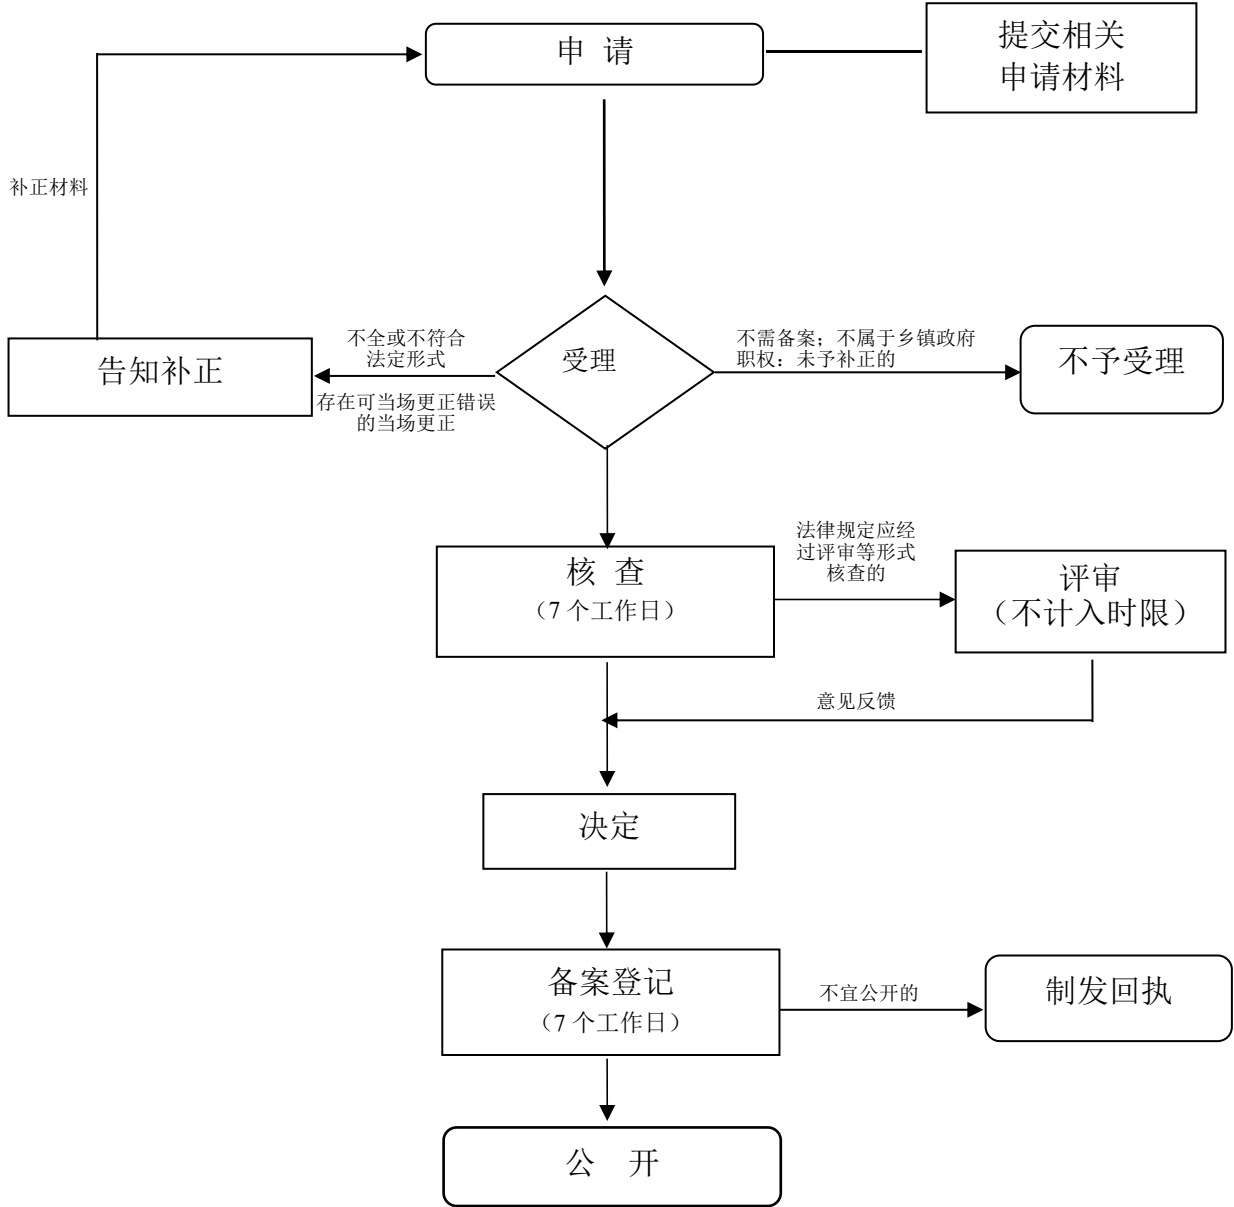 申 请
提交相关
申请材料
补正材料
告知补正
不全或不符合
法定形式
存在可当场更正错误
的当场更正
受理
不需备案；不属于乡镇政府
职权：未予补正的
不予受理
核 查
（7 个工作日）
法律规定应经
过评审等形式
核查的
评审
（不计入时限）
意见反馈
决定
备案登记
（7 个工作日）
不宜公开的
制发回执
公 开